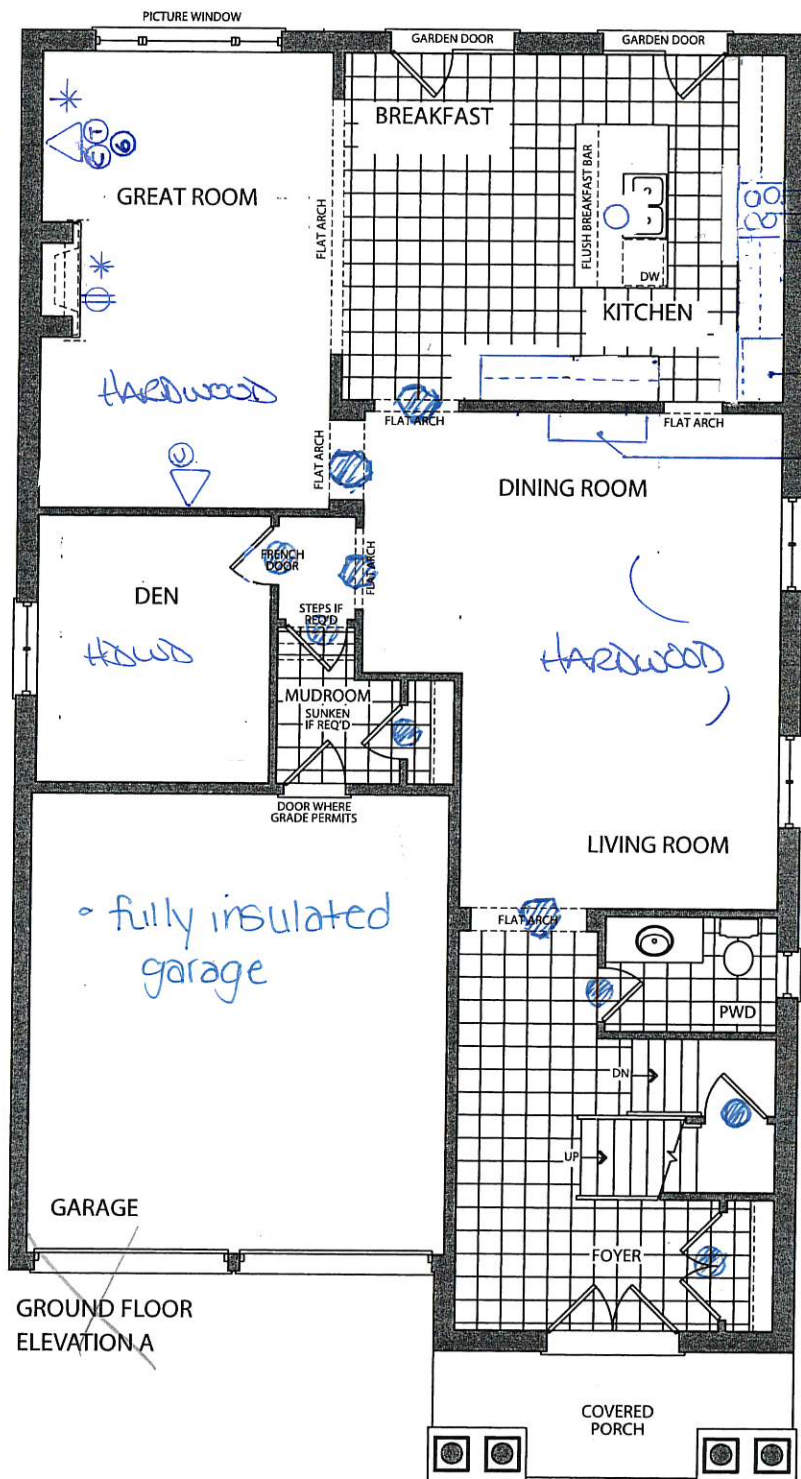 PICTURE WINDOW
GARDEN DOOR
GARDEN DOOR
BREAKFAST
T
C
6
GREAT ROOM
FLAT ARCH
FLUSH BREAKFAST BAR
DW
KITCHEN
HARDWOOD
FLAT ARCH
FLAT ARCH
FLAT ARCH
DINING ROOM
FRENCH
DOOR
FLAT ARCH
DEN
HDWD
STEPS IF
REQ'D
HARDWOOD
MUDROOM
SUNKEN
IF REQ'D
DOOR WHERE
GRADE PERMITS
LIVING ROOM
• fully insulated
garage
FLAT ARCH
PWD
DN
UP
GARAGE
FOYER
GROUND FLOOR
ELEVATION A
COVERED
PORCH